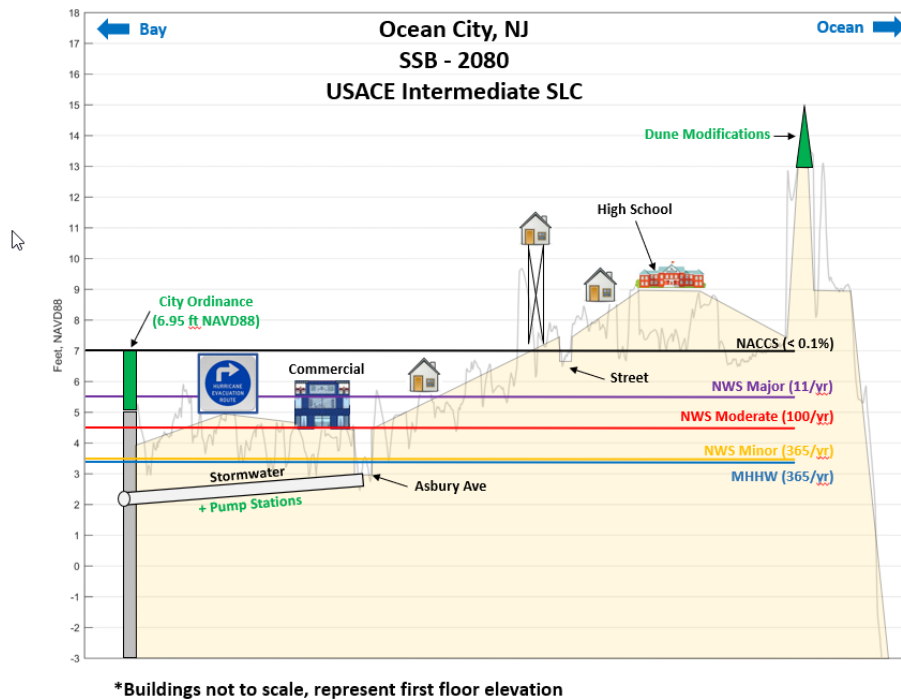 Bay
Ocean City, NJ
SSB - 2080
USACE Intermediate SLC
Ocean
Dune Modifications
High School
City Ordinance
(6.95 ft NAVD88)
NACCS (< 0.1%)
Street
Commercial
HURRICANE
EVACUATION
ROUTE
NWS Major (11/yr)
NWS Moderate (100/yr)
NWS Minor (365/yr)
MHHW (365/yr)
Stormwater
+ Pump Stations
Asbury Ave
Feet, NAVD88
18
17
16
15
14
13
12
11
10
9
8
7
6
5
4
3
2
1
0
-1
-2
-3
*Buildings not to scale, represent first floor elevation